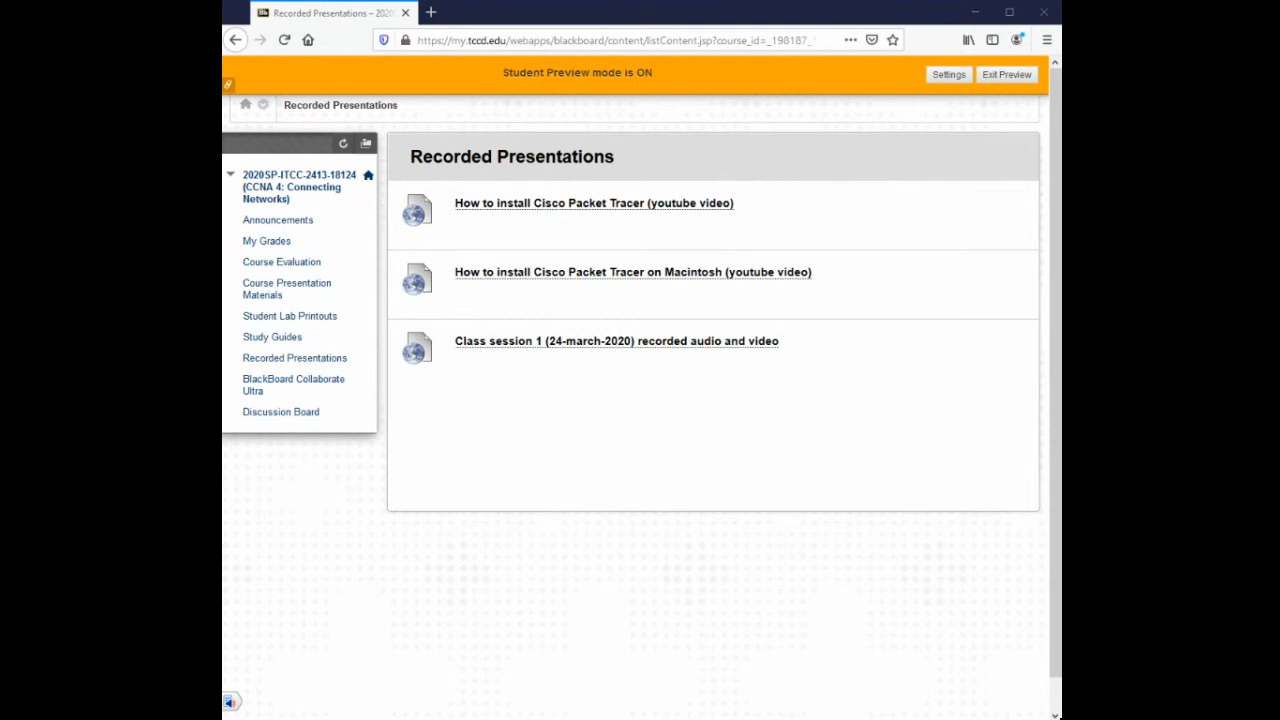 Recorded Presentations – 2020
https://my.tccd.edu/webapps/blackboard/content/listContent.jsp?course_id=_198187_
Student Preview mode is ON
Settings
Exit Preview
Recorded Presentations
2020SP-ITCC-2413-18124
(CCNA 4: Connecting
Networks)
Announcements
My Grades
Course Evaluation
Course Presentation
Materials
Student Lab Printouts
Study Guides
Recorded Presentations
BlackBoard Collaborate
Ultra
Discussion Board
Recorded Presentations
How to install Cisco Packet Tracer (youtube video)
How to install Cisco Packet Tracer on Macintosh (youtube video)
Class session 1 (24-march-2020) recorded audio and video